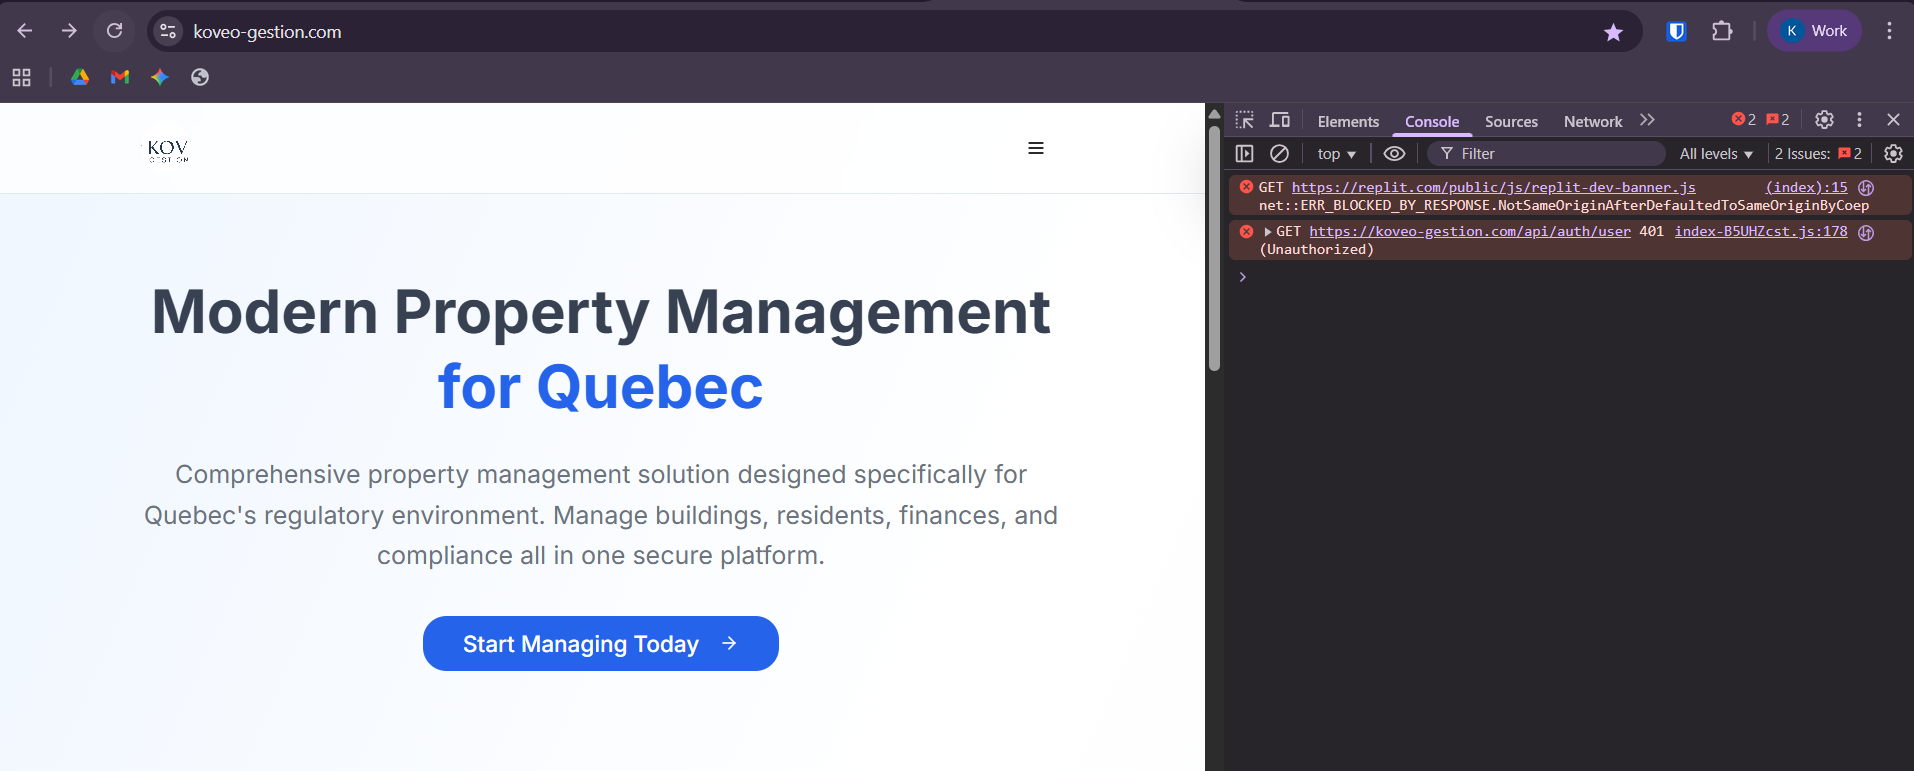 koveo-gestion.com
K Work
KOV
GESTION
Modern Property Management
for Quebec
Comprehensive property management solution designed specifically for
Quebec's regulatory environment. Manage buildings, residents, finances, and
compliance all in one secure platform.
Start Managing Today
Elements Console Sources Network 2 2
top Filter All levels 2 Issues: 2
GET https://replit.com/public/js/replit-dev-banner.js (index):15
net::ERR_BLOCKED_BY_RESPONSE.NotSameOriginAfterDefaultedToSameOriginByCoep
GET https://koveo-gestion.com/api/auth/user 401 index-B5UHZcst.js:178
(Unauthorized)